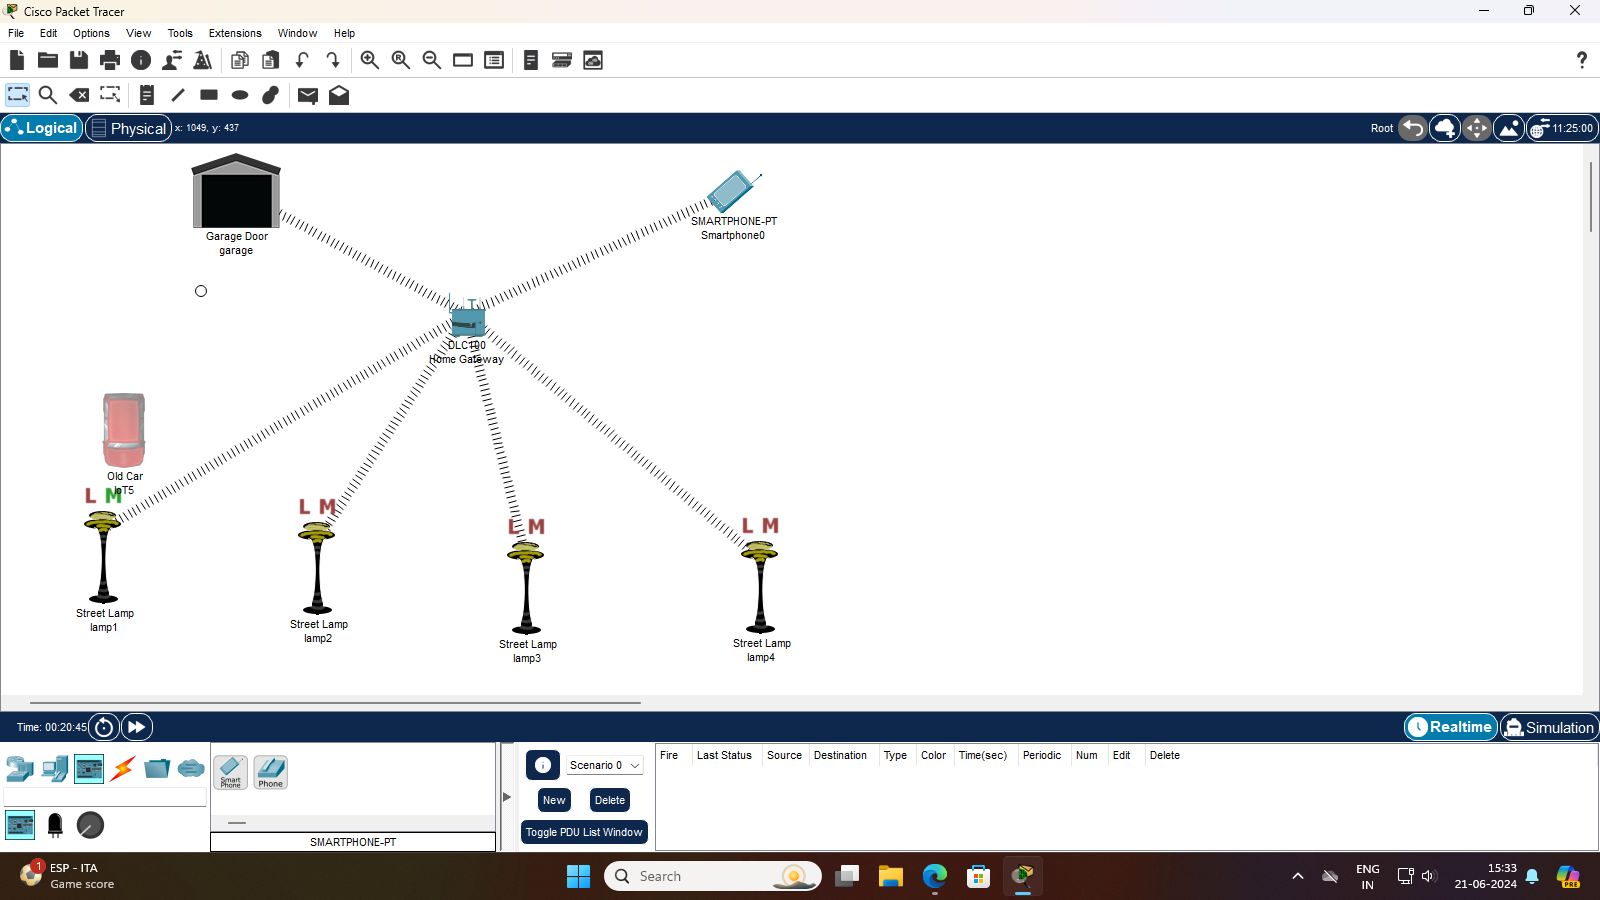 Cisco Packet Tracer
File Edit Options View Tools Extensions Window Help
?
Logical Physical x: 1049, y: 437 Root 11:25:00
Garage Door
garage
SMARTPHONE-PT
Smartphone0
DLC100
Home Gateway
Old Car
IoT5
L M
L M
L M
L M
Street Lamp
lamp1
Street Lamp
lamp2
Street Lamp
lamp3
Street Lamp
lamp4
Time: 00:20:45 Realtime Simulation
Smart Phone
Phone
SMARTPHONE-PT
Scenario 0
New Delete
Toggle PDU List Window
Fire Last Status Source Destination Type Color Time(sec) Periodic Num Edit Delete
1
ESP - ITA
Game score
Search
ENG
IN
15:33
21-06-2024
PRE